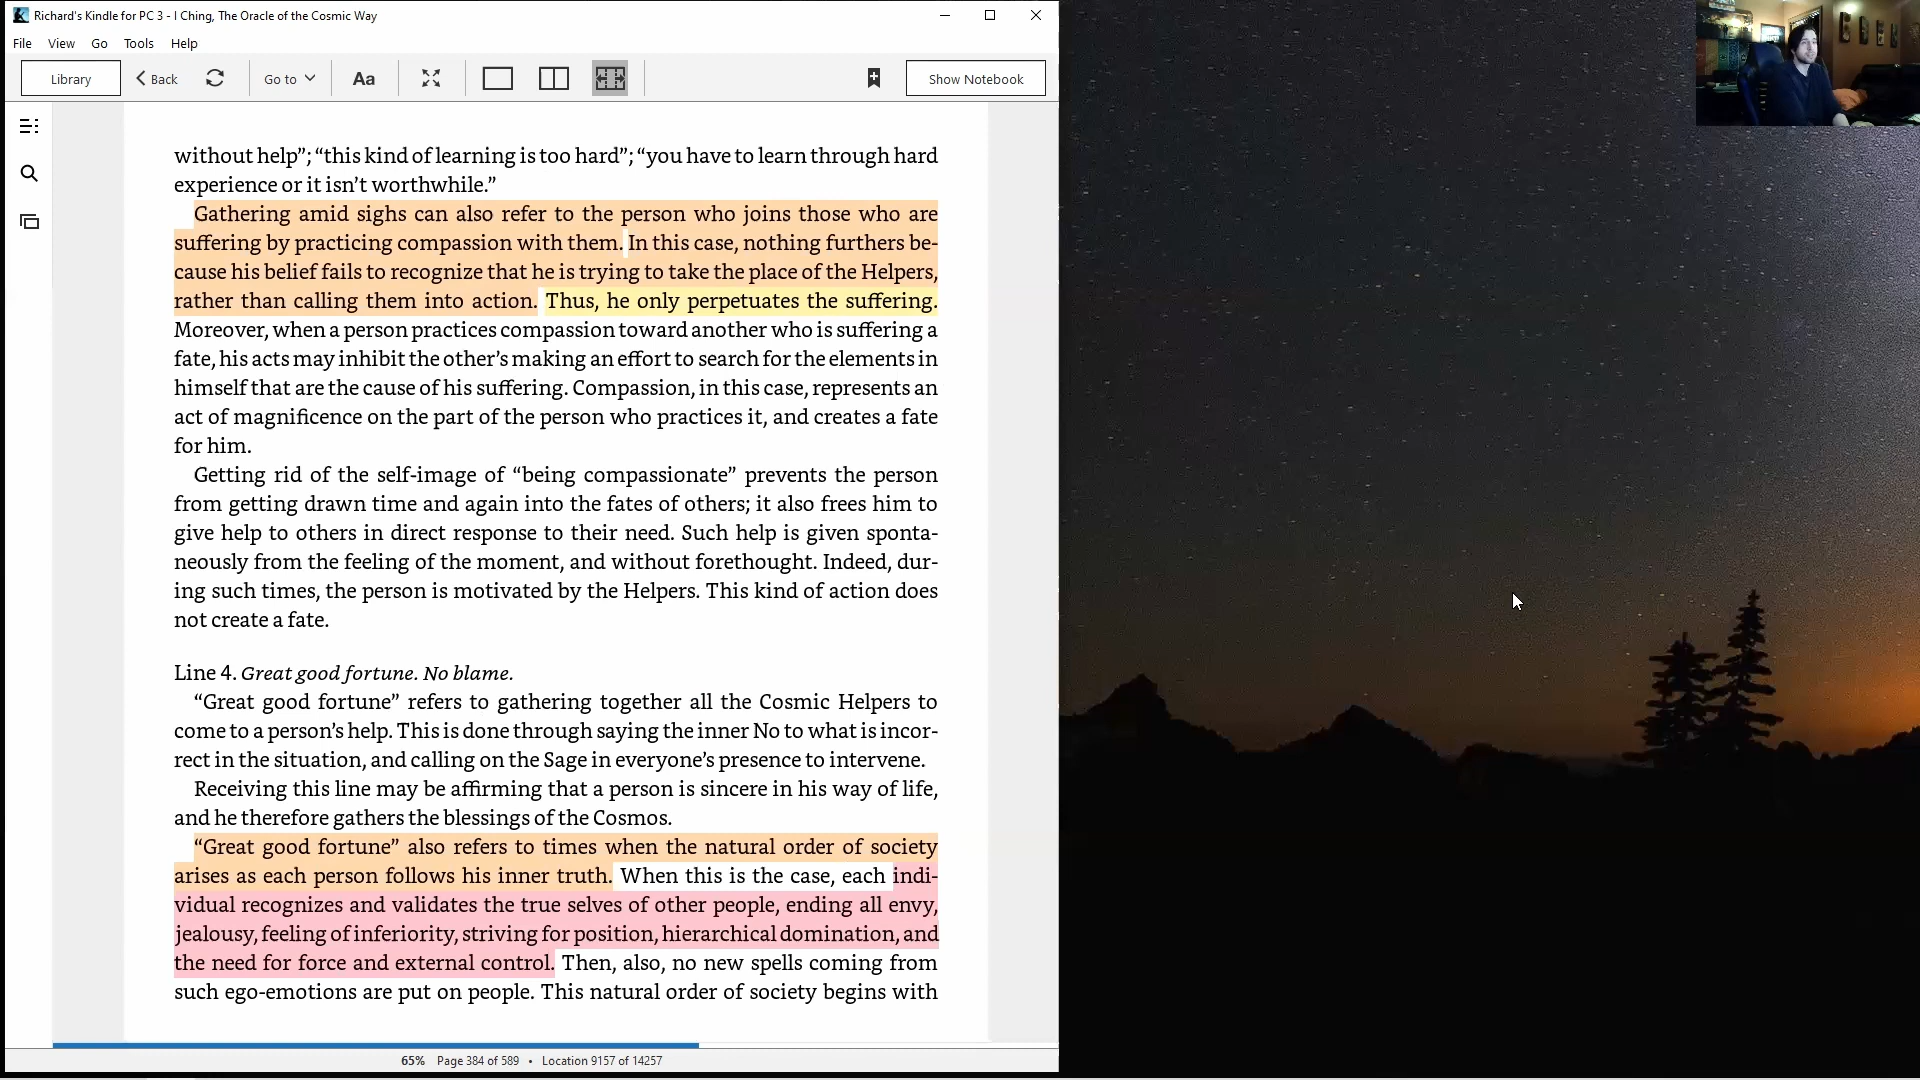 Richard's Kindle for PC 3 - I Ching, The Oracle of the Cosmic Way
File View Go Tools Help
Library Back Go to Aa Show Notebook
without help”; “this kind of learning is too hard”; “you have to learn through hard
experience or it isn’t worthwhile.”
Gathering amid sighs can also refer to the person who joins those who are
suffering by practicing compassion with them. In this case, nothing furthers be-
cause his belief fails to recognize that he is trying to take the place of the Helpers,
rather than calling them into action. Thus, he only perpetuates the suffering.
Moreover, when a person practices compassion toward another who is suffering a
fate, his acts may inhibit the other’s making an effort to search for the elements in
himself that are the cause of his suffering. Compassion, in this case, represents an
act of magnificence on the part of the person who practices it, and creates a fate
for him.
Getting rid of the self-image of “being compassionate” prevents the person
from getting drawn time and again into the fates of others; it also frees him to
give help to others in direct response to their need. Such help is given sponta-
neously from the feeling of the moment, and without forethought. Indeed, dur-
ing such times, the person is motivated by the Helpers. This kind of action does
not create a fate.
Line 4. Great good fortune. No blame.
“Great good fortune” refers to gathering together all the Cosmic Helpers to
come to a person’s help. This is done through saying the inner No to what is incor-
rect in the situation, and calling on the Sage in everyone’s presence to intervene.
Receiving this line may be affirming that a person is sincere in his way of life,
and he therefore gathers the blessings of the Cosmos.
“Great good fortune” also refers to times when the natural order of society
arises as each person follows his inner truth. When this is the case, each indi-
vidual recognizes and validates the true selves of other people, ending all envy,
jealousy, feeling of inferiority, striving for position, hierarchical domination, and
the need for force and external control. Then, also, no new spells coming from
such ego-emotions are put on people. This natural order of society begins with
65% Page 384 of 589 • Location 9157 of 14257